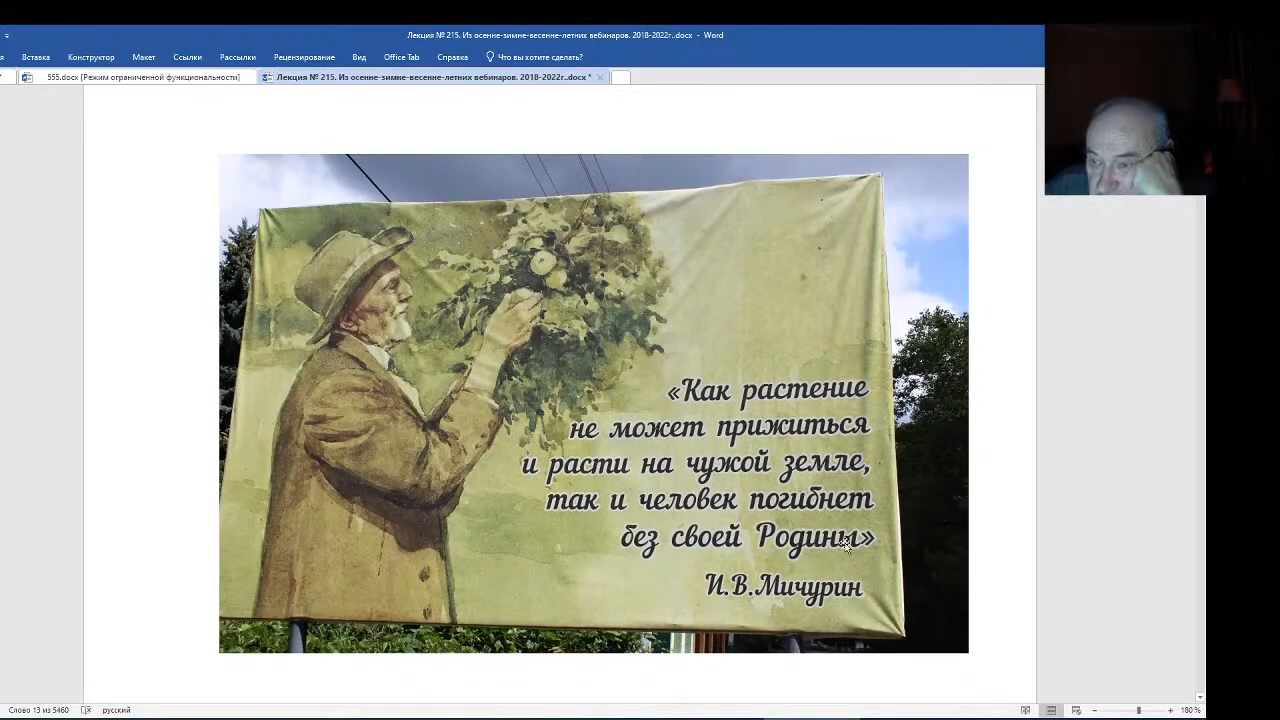 Лекция № 215. Из осенне-зимне-весенне-летних вебинаров. 2018-2022г..docx - Word
Вставка Конструктор Макет Ссылки Рассылки Рецензирование Вид Office Tab Справка Что вы хотите сделать?
555.docx [Режим ограниченной функциональности] Лекция № 215. Из осенне-зимне-весенне-летних вебинаров. 2018-2022г..docx *
«Как растение
не может прижиться
и расти на чужой земле,
так и человек погибнет
без своей Родины»
И.В.Мичурин
Слово 13 из 5460 русский 180 %